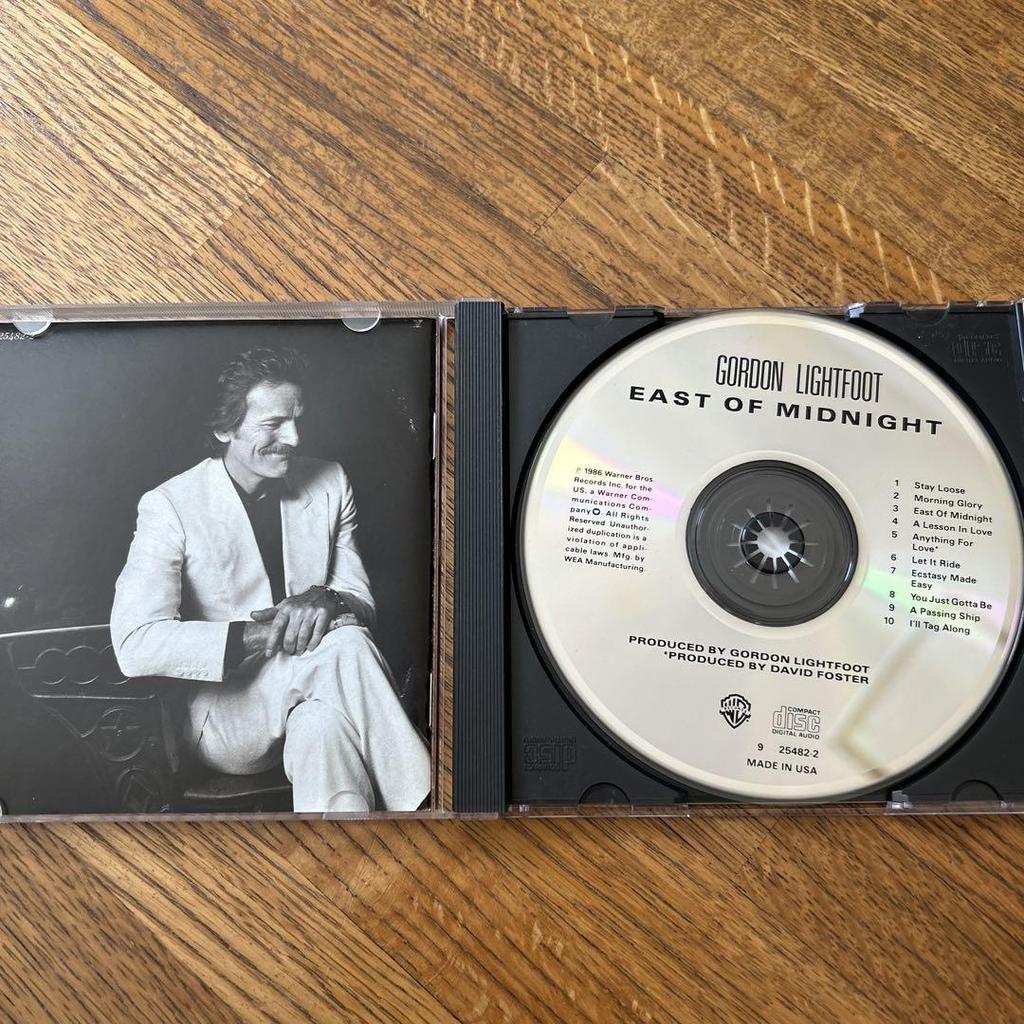 25482-2
GORDON LIGHTFOOT
EAST OF MIDNIGHT
℗ 1986 Warner Bros.
Records Inc. for the
US, a Warner Com-
munications Com-
pany. All Rights
Reserved. Unauthor-
ized duplication is a
violation of appli-
cable laws. Mfg. by
WEA Manufacturing.
1 Stay Loose
2 Morning Glory
3 East Of Midnight
4 A Lesson In Love
5 Anything For
Love*
6 Let It Ride
7 Ecstasy Made
Easy
8 You Just Gotta Be
9 A Passing Ship
10 I'll Tag Along
PRODUCED BY GORDON LIGHTFOOT
*PRODUCED BY DAVID FOSTER
COMPACT
disc
DIGITAL AUDIO
9 25482-2
MADE IN USA